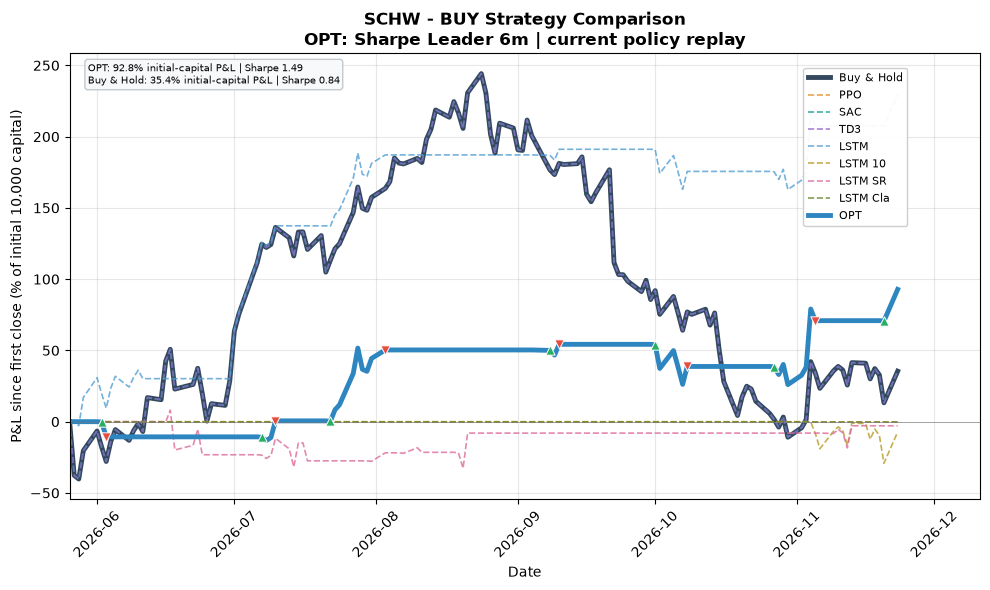 SCHW - BUY Strategy Comparison
OPT: Sharpe Leader 6m | current policy replay
OPT: 92.8% initial-capital P&L | Sharpe 1.49
Buy & Hold: 35.4% initial-capital P&L | Sharpe 0.84
Buy & Hold
PPO
SAC
TD3
LSTM
LSTM 10
LSTM SR
LSTM Cla
OPT
P&L since first close (% of initial 10,000 capital)
250
200
150
100
50
0
−50
2026-06
2026-07
2026-08
2026-09
2026-10
2026-11
2026-12
Date